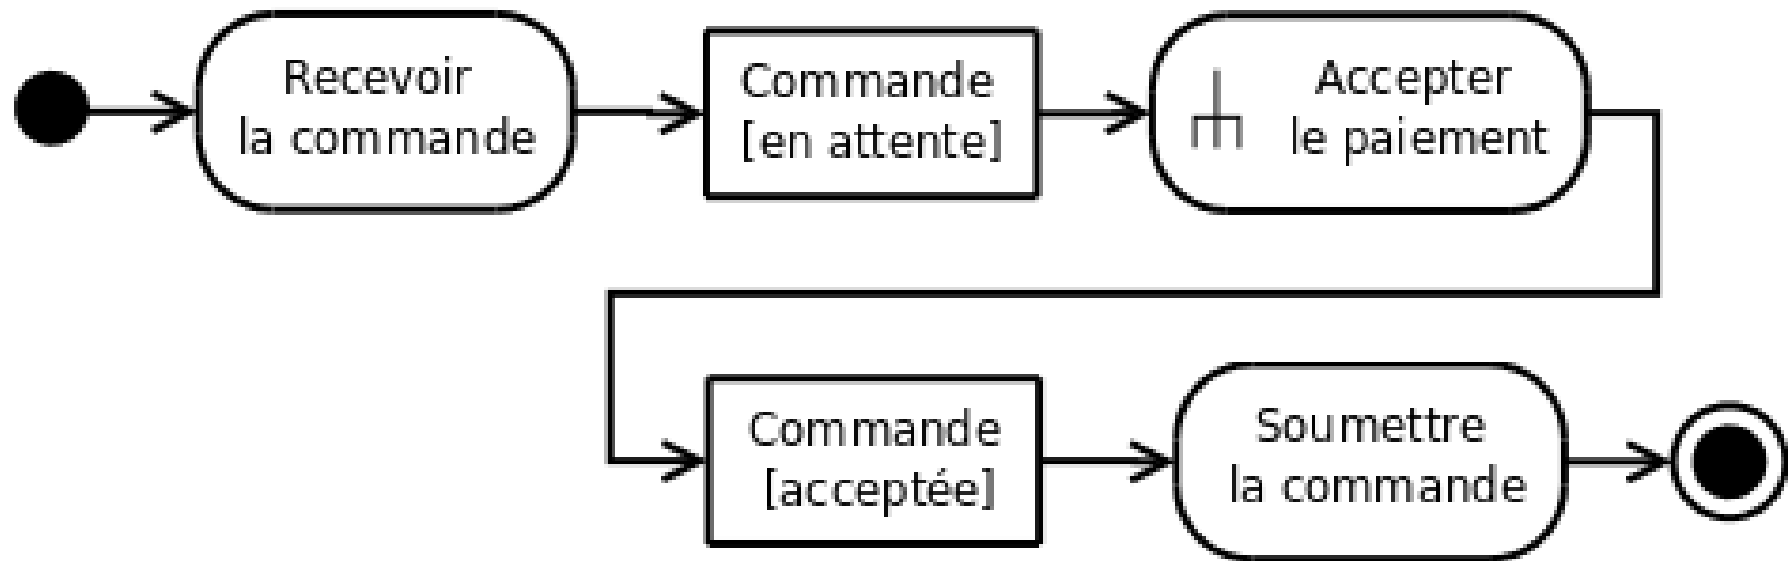 Recevoir
la commande
Commande
[en attente]
Accepter
le paiement
Commande
[acceptée]
Soumettre
la commande